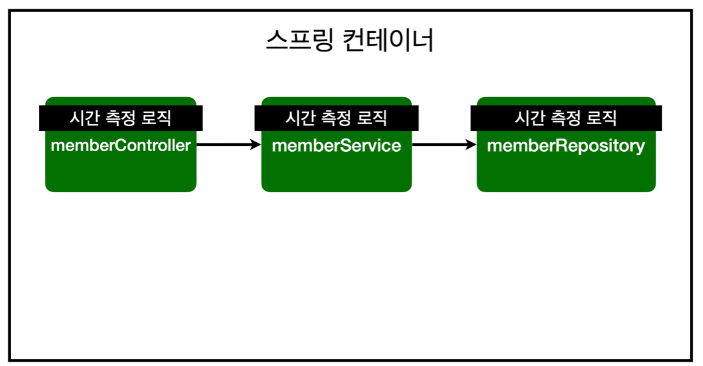 스프링 컨테이너
시간 측정 로직
memberController
시간 측정 로직
memberService
시간 측정 로직
memberRepository